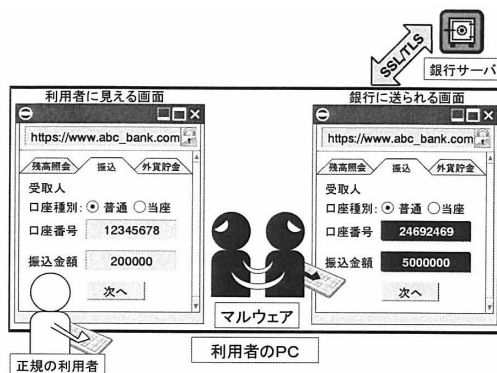 SSL/TLS
銀行サーバ
利用者に見える画面
https://www.abc_bank.com
残高照会 振込 外貨貯金
受取人
口座種別: 普通 当座
口座番号 12345678
振込金額 200000
次へ
正規の利用者
マルウェア
利用者のPC
銀行に送られる画面
https://www.abc_bank.com
残高照会 振込 外貨貯金
受取人
口座種別: 普通 当座
口座番号 24692469
振込金額 5000000
次へ